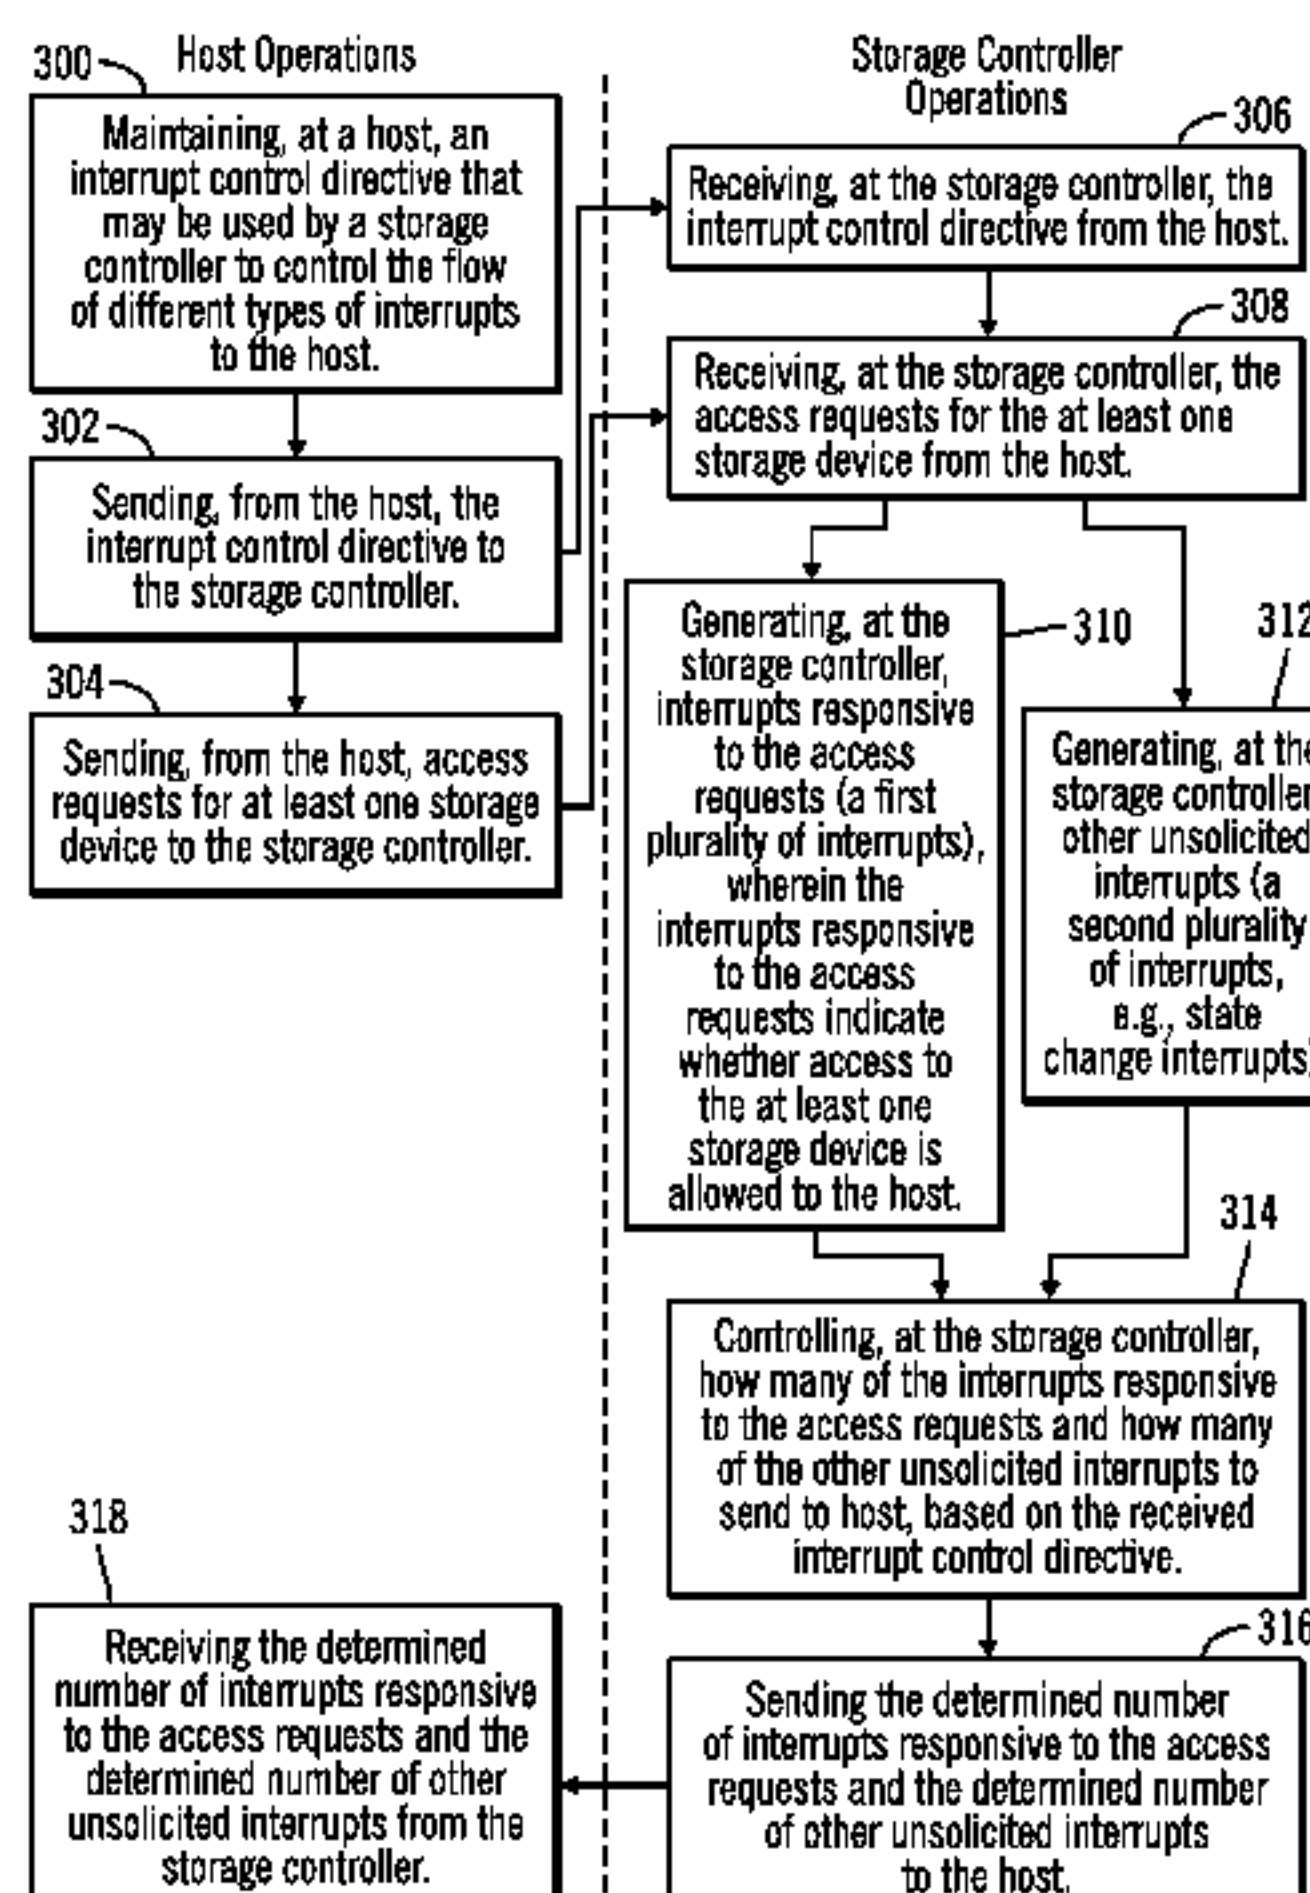 Host Operations
300
Maintaining, at a host, an
interrupt control directive that
may be used by a storage
controller to control the flow
of different types of interrupts
to the host.
302
Sending, from the host, the
interrupt control directive to
the storage controller.
304
Sending, from the host, access
requests for at least one storage
device to the storage controller.
Storage Controller
Operations
306
Receiving, at the storage controller, the
interrupt control directive from the host.
308
Receiving, at the storage controller, the
access requests for the at least one
storage device from the host.
310
Generating, at the
storage controller,
interrupts responsive
to the access
requests (a first
plurality of interrupts),
wherein the
interrupts responsive
to the access
requests indicate
whether access to
the at least one
storage device is
allowed to the host.
312
Generating, at the
storage controller
other unsolicited
interrupts (a
second plurality
of interrupts,
e.g., state
change interrupts)
314
Controlling, at the storage controller,
how many of the interrupts responsive
to the access requests and how many
of the other unsolicited interrupts to
send to host, based on the received
interrupt control directive.
316
Sending the determined number
of interrupts responsive to the access
requests and the determined number
of other unsolicited interrupts
to the host.
318
Receiving the determined
number of interrupts responsive
to the access requests and the
determined number of other
unsolicited interrupts from the
storage controller.